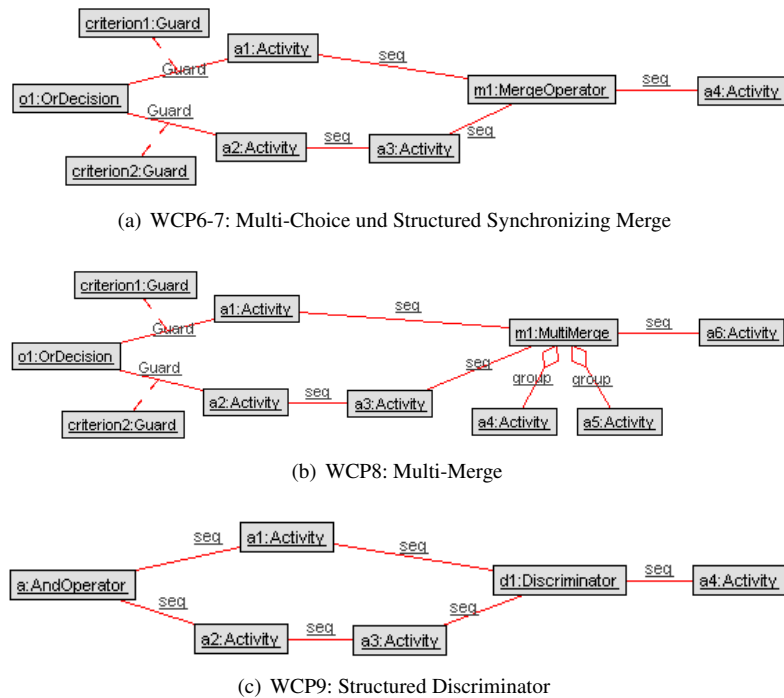 criterion1:Guard
a1:Activity
seq
Guard
o1:OrDecision
m1:MergeOperator
seq
a4:Activity
Guard
seq
a2:Activity
seq
a3:Activity
criterion2:Guard
(a) WCP6-7: Multi-Choice und Structured Synchronizing Merge
criterion1:Guard
a1:Activity
seq
Guard
m1:MultiMerge
seq
a6:Activity
o1:OrDecision
Guard
seq
group
group
a2:Activity
seq
a3:Activity
criterion2:Guard
a4:Activity
a5:Activity
(b) WCP8: Multi-Merge
seq
a1:Activity
seq
a:AndOperator
d1:Discriminator
seq
a4:Activity
seq
seq
a2:Activity
seq
a3:Activity
(c) WCP9: Structured Discriminator